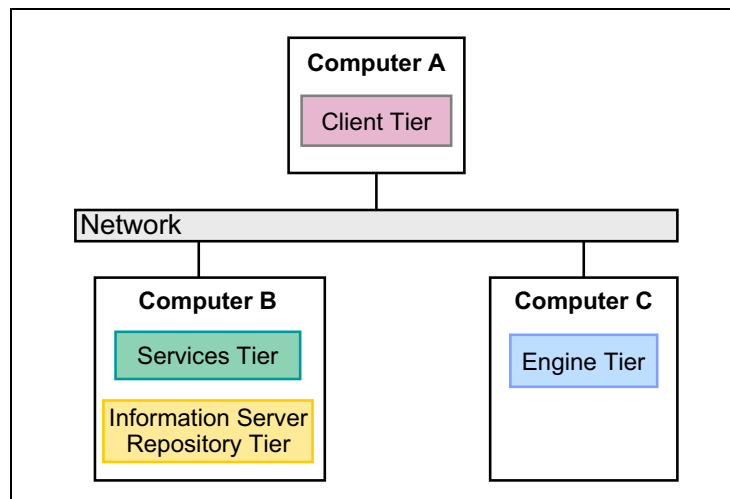 Computer A
Client Tier
Network
Computer B
Services Tier
Information Server
Repository Tier
Computer C
Engine Tier